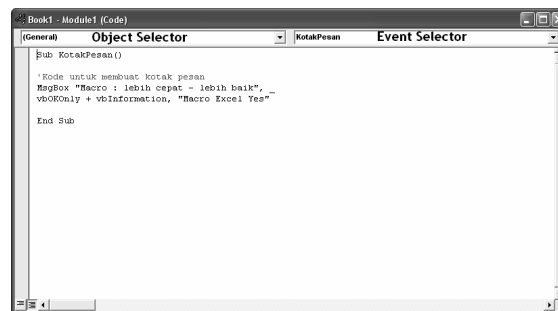 Book1 - Module1 (Code)
(General) Object Selector KotakPesan Event Selector
Sub KotakPesan()
'Kode untuk membuat kotak pesan
MsgBox "Macro : lebih cepat - lebih baik", _
vbOKOnly + vbInformation, "Macro Excel Yes"
End Sub